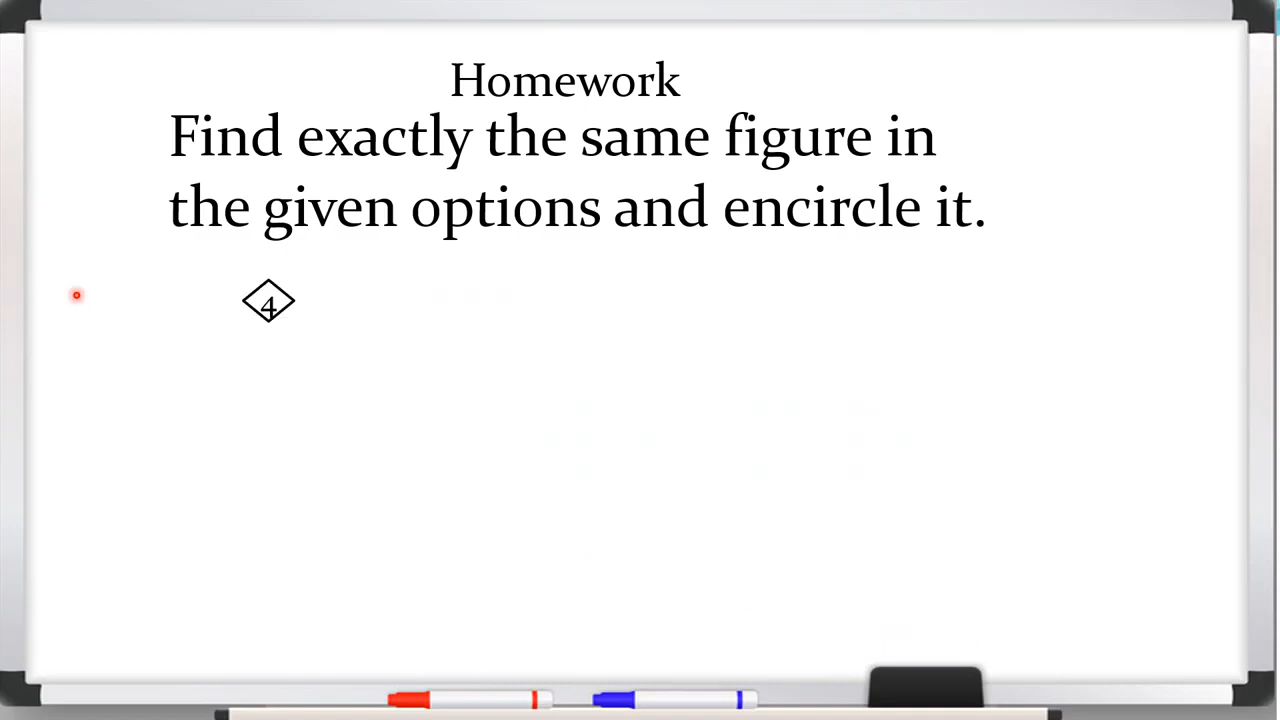 Homework
Find exactly the same figure in
the given options and encircle it.
4